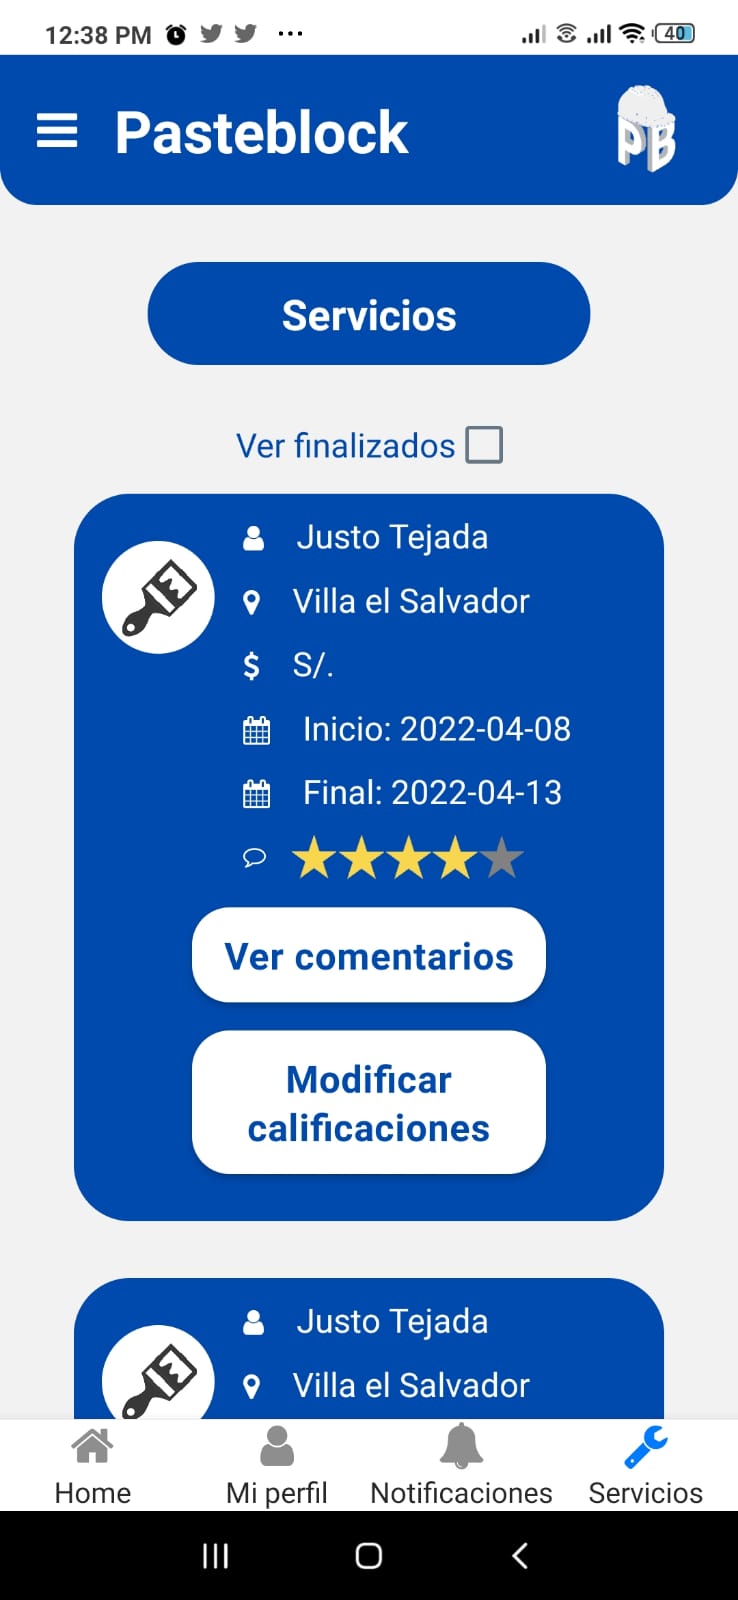 12:38 PM
40
Pasteblock
PB
Servicios
Ver finalizados
Justo Tejada
Villa el Salvador
$ S/.
Inicio: 2022-04-08
Final: 2022-04-13
Ver comentarios
Modificar
calificaciones
Justo Tejada
Villa el Salvador
Home
Mi perfil
Notificaciones
Servicios